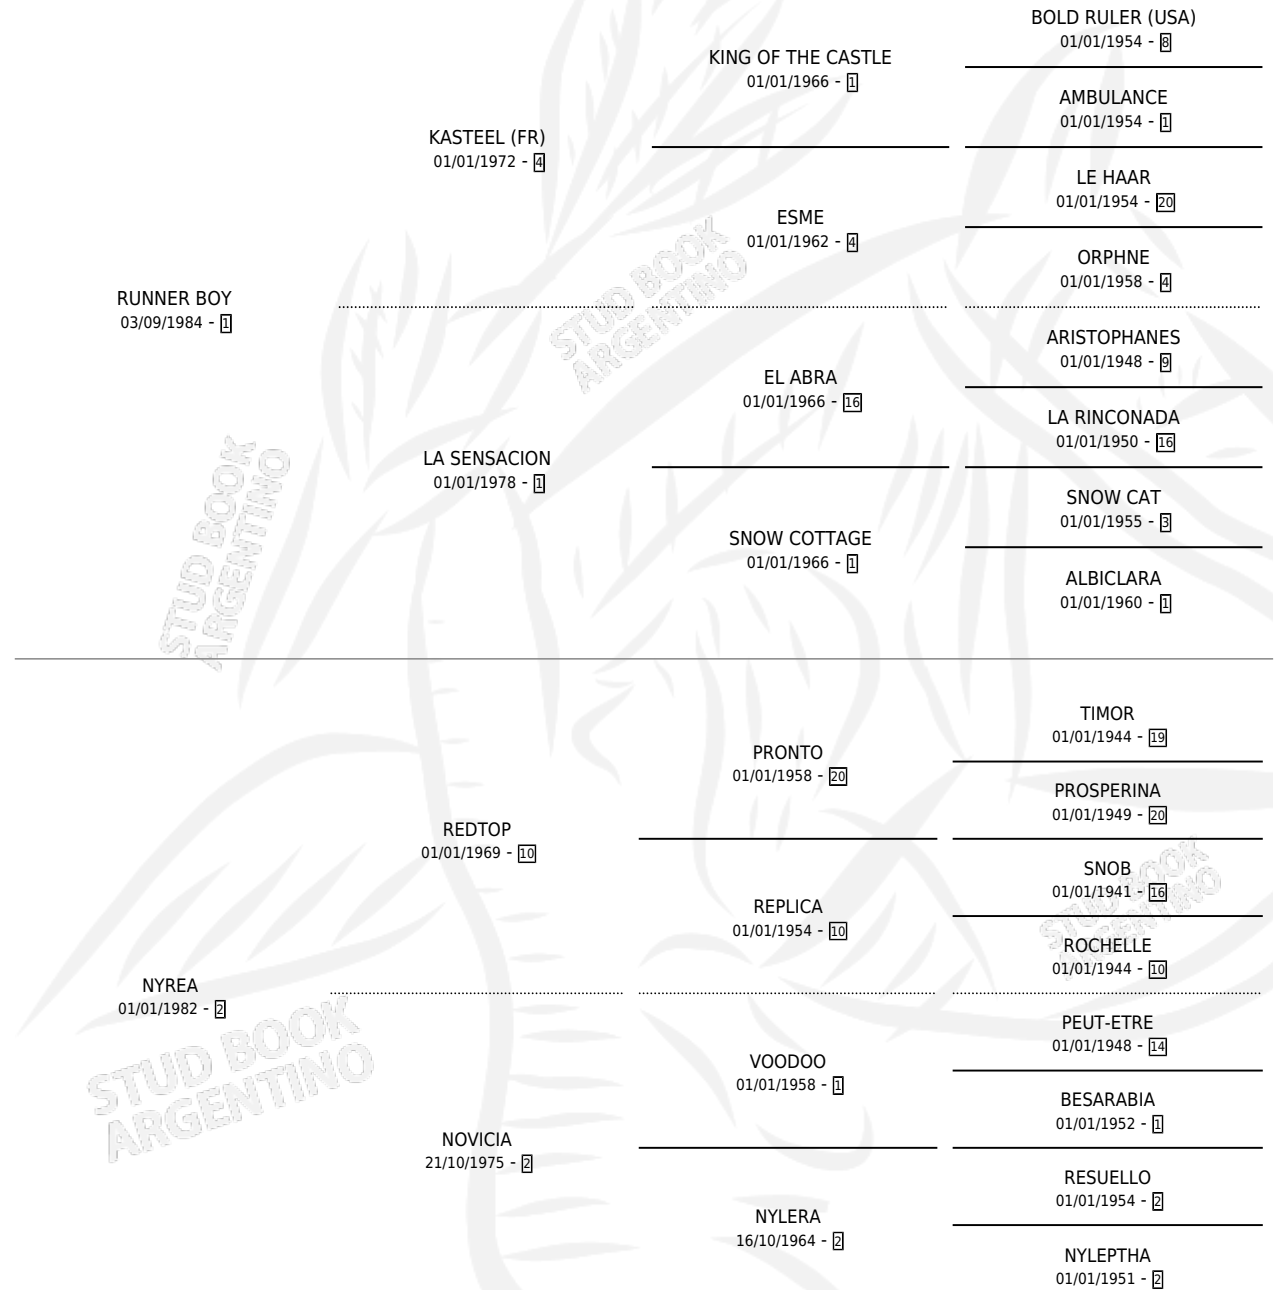 BOLD RULER (USA)
01/01/1954 - 8
KING OF THE CASTLE
01/01/1966 - 1
AMBULANCE
01/01/1954 - 1
KASTEEL (FR)
01/01/1972 - 4
LE HAAR
01/01/1954 - 20
ESME
01/01/1962 - 4
ORPHNE
01/01/1958 - 4
RUNNER BOY
03/09/1984 - 1
ARISTOPHANES
01/01/1948 - 9
EL ABRA
01/01/1966 - 16
LA RINCONADA
01/01/1950 - 16
LA SENSACION
01/01/1978 - 1
SNOW CAT
01/01/1955 - 3
SNOW COTTAGE
01/01/1966 - 1
ALBICLARA
01/01/1960 - 1
TIMOR
01/01/1944 - 19
PRONTO
01/01/1958 - 20
PROSPERINA
01/01/1949 - 20
REDTOP
01/01/1969 - 10
SNOB
01/01/1941 - 16
REPLICA
01/01/1954 - 10
ROCHELLE
01/01/1944 - 10
NYREA
01/01/1982 - 2
PEUT-ETRE
01/01/1948 - 14
VOODOO
01/01/1958 - 1
BESARABIA
01/01/1952 - 1
NOVICIA
21/10/1975 - 2
RESUELLO
01/01/1954 - 2
NYLERA
16/10/1964 - 2
NYLEPTHA
01/01/1951 - 2
STUD BOOK
ARGENTINO
STUD BOOK
ARGENTINO
STUD BOOK
ARGENTINO
STUD BOOK
ARGENTINO